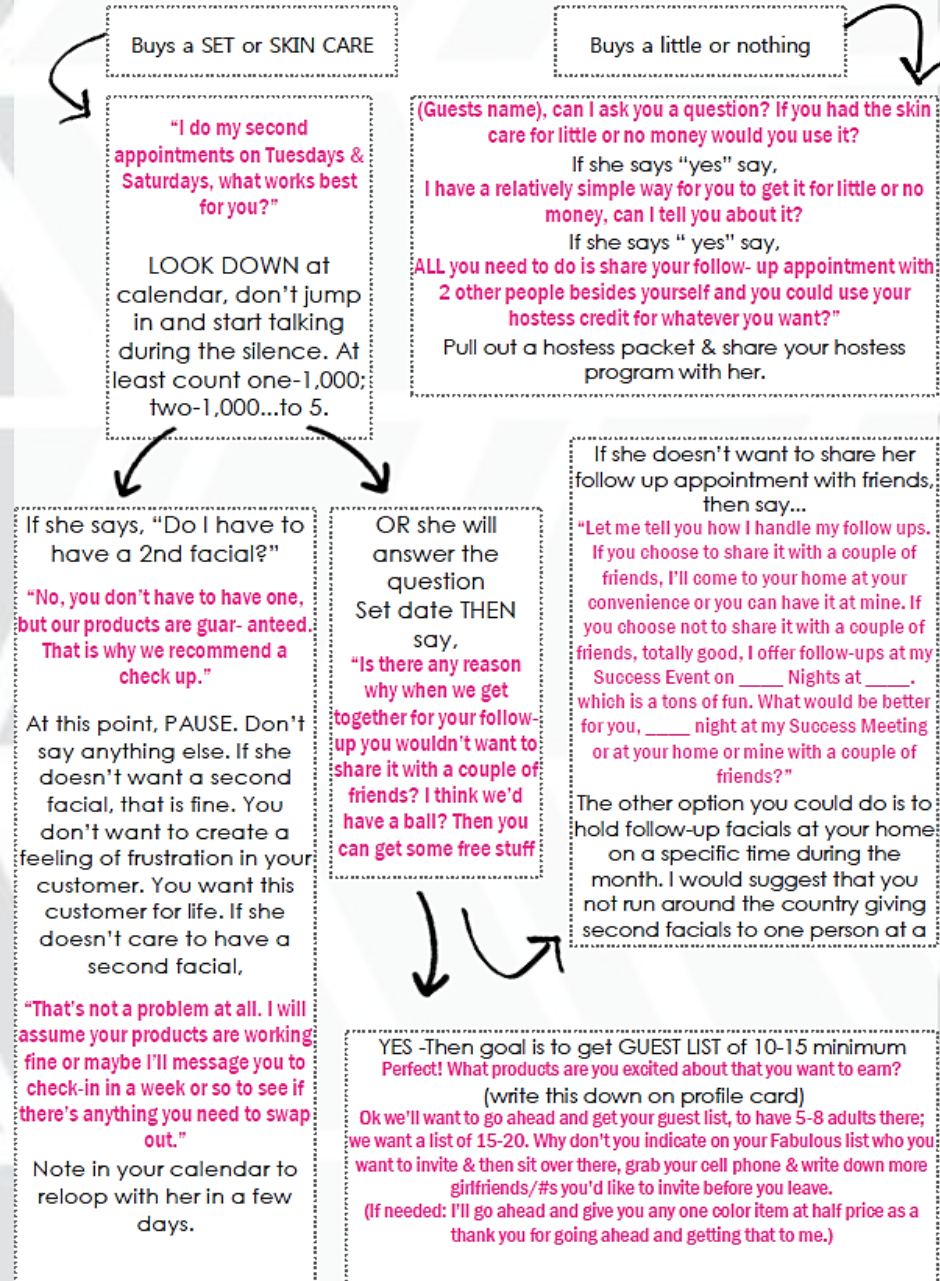 Buys a SET or SKIN CARE
Buys a little or nothing
“I do my second
appointments on Tuesdays &
Saturdays, what works best
for you?”
LOOK DOWN at
calendar, don’t jump
in and start talking
during the silence. At
least count one-1,000;
two-1,000...to 5.
(Guests name), can I ask you a question? If you had the skin
care for little or no money would you use it?
If she says “yes” say,
I have a relatively simple way for you to get it for little or no
money, can I tell you about it?
If she says “ yes” say,
ALL you need to do is share your follow- up appointment with
2 other people besides yourself and you could use your
hostess credit for whatever you want?”
Pull out a hostess packet & share your hostess
program with her.
If she says, “Do I have to
have a 2nd facial?”
“No, you don’t have to have one,
but our products are guar- anteed.
That is why we recommend a
check up.”
At this point, PAUSE. Don’t
say anything else. If she
doesn’t want a second
facial, that is fine. You
don’t want to create a
feeling of frustration in your
customer. You want this
customer for life. If she
doesn’t care to have a
second facial,
“That’s not a problem at all. I will
assume your products are working
fine or maybe I’ll message you to
check-in in a week or so to see if
there’s anything you need to swap
out.”
Note in your calendar to
reloop with her in a few
days.
OR she will
answer the
question
Set date THEN
say,
“Is there any reason
why when we get
together for your follow-
up you wouldn’t want to
share it with a couple of
friends? I think we’d
have a ball? Then you
can get some free stuff
If she doesn’t want to share her
follow up appointment with friends,
then say...
“Let me tell you how I handle my follow ups.
If you choose to share it with a couple of
friends, I’ll come to your home at your
convenience or you can have it at mine. If
you choose not to share it with a couple of
friends, totally good, I offer follow-ups at my
Success Event on ____ Nights at ____.
which is a tons of fun. What would be better
for you, ____ night at my Success Meeting
or at your home or mine with a couple of
friends?”
The other option you could do is to
hold follow-up facials at your home
on a specific time during the
month. I would suggest that you
not run around the country giving
second facials to one person at a
YES -Then goal is to get GUEST LIST of 10-15 minimum
Perfect! What products are you excited about that you want to earn?
(write this down on profile card)
Ok we’ll want to go ahead and get your guest list, to have 5-8 adults there;
we want a list of 15-20. Why don’t you indicate on your Fabulous list who you
want to invite & then sit over there, grab your cell phone & write down more
girlfriends/#s you’d like to invite before you leave.
(If needed: I’ll go ahead and give you any one color item at half price as a
thank you for going ahead and getting that to me.)